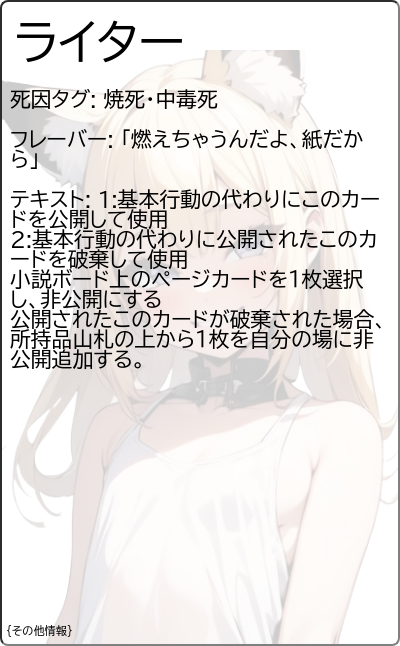 ライター
死因タグ: 焼死・中毒死
フレーバー: 「燃えちゃうんだよ、紙だか
ら」
テキスト: 1:基本行動の代わりにこのカー
ドを公開して使用
2:基本行動の代わりに公開されたこのカ
ードを破棄して使用
小説ボード上のページカードを1枚選択
し、非公開にする
公開されたこのカードが破棄された場合、
所持品山札の上から1枚を自分の場に非
公開追加する。
{その他情報}